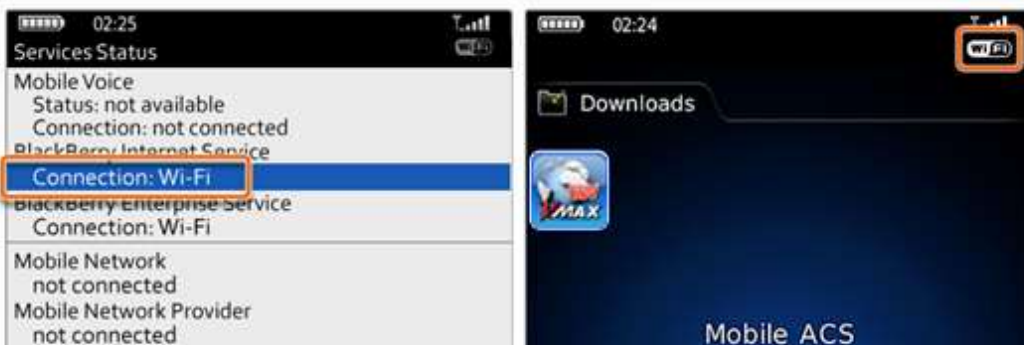 02:25
Services Status
WiFi
Mobile Voice
Status: not available
Connection: not connected
BlackBerry Internet Service
Connection: Wi-Fi
BlackBerry Enterprise Service
Connection: Wi-Fi
Mobile Network
not connected
Mobile Network Provider
not connected
02:24
WiFi
Downloads
VMAX
Mobile ACS